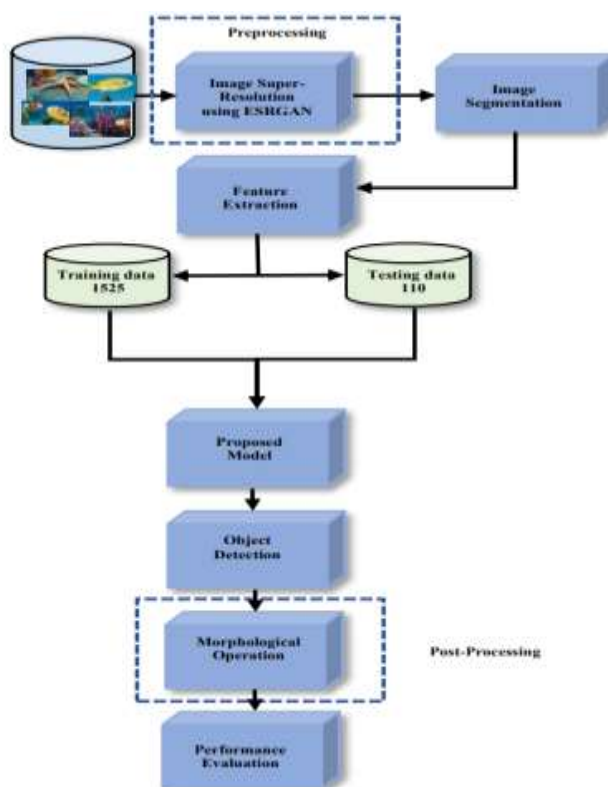 Preprocessing
Image Super-
Resolution
using ESRGAN
Image
Segmentation
Feature
Extraction
Training data
1525
Testing data
110
Proposed
Model
Object
Detection
Morphological
Operation
Post-Processing
Performance
Evaluation